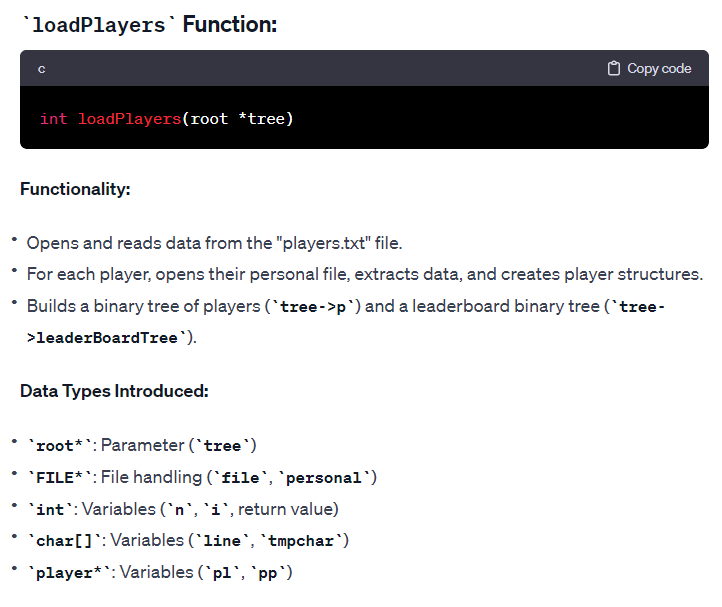 `loadPlayers` Function:
c
Copy code
int loadPlayers(root *tree)
Functionality:
• Opens and reads data from the "players.txt" file.
• For each player, opens their personal file, extracts data, and creates player structures.
• Builds a binary tree of players (`tree->p`) and a leaderboard binary tree (`tree-
>leaderBoardTree`).
Data Types Introduced:
• `root*`: Parameter (`tree`)
• `FILE*`: File handling (`file`, `personal`)
• `int`: Variables (`n`, `i`, return value)
• `char[]`: Variables (`line`, `tmpchar`)
• `player*`: Variables (`pl`, `pp`)